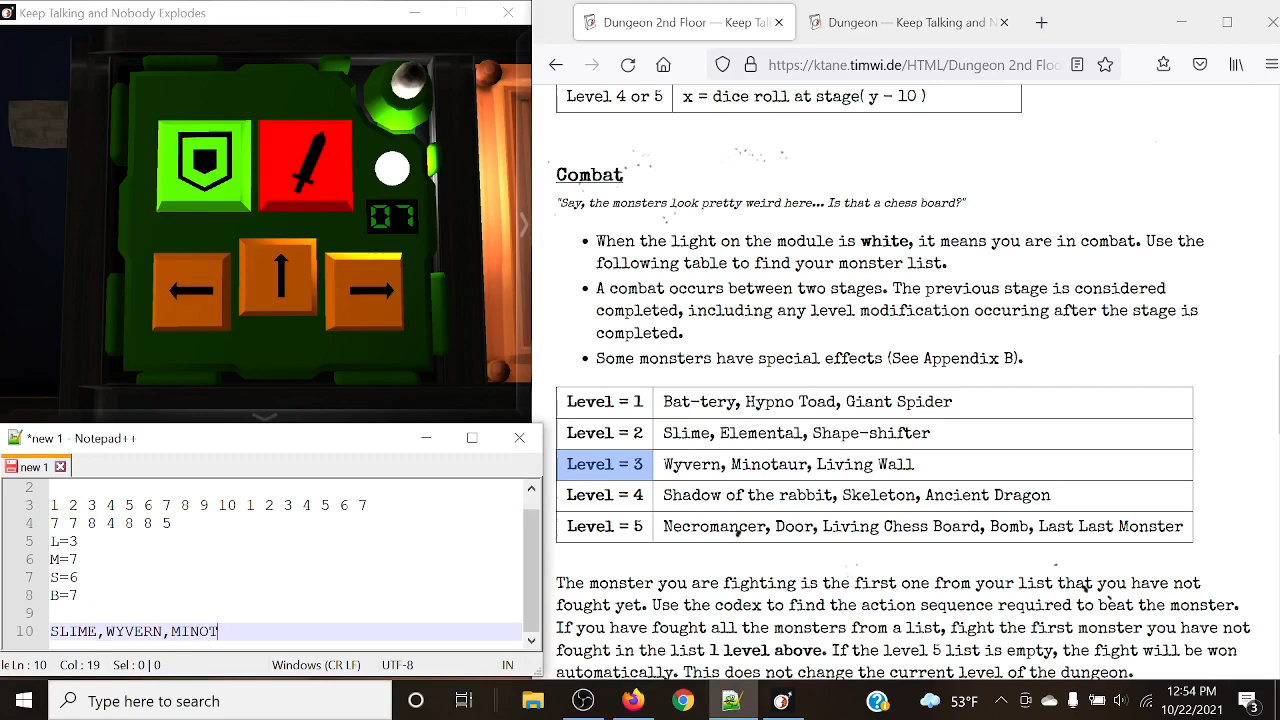 Keep Talking and Nobody Explodes
07
*new 1 - Notepad++
new 1
2
3 1 2 3 4 5 6 7 8 9 10 1 2 3 4 5 6 7
4 7 7 8 4 8 8 5
5 L=3
6 M=7
7 S=6
8 B=7
9
10 SLIME,WYVERN,MINOT
le Ln : 10 Col : 19 Sel : 0 | 0 Windows (CR LF) UTF-8 IN
Dungeon 2nd Floor — Keep Tal
Dungeon — Keep Talking and N
https://ktane.timwi.de/HTML/Dungeon 2nd Floo
Level 4 or 5 x = dice roll at stage( y - 10 )
Combat
"Say, the monsters look pretty weird here... Is that a chess board?"
• When the light on the module is white, it means you are in combat. Use the
following table to find your monster list.
• A combat occurs between two stages. The previous stage is considered
completed, including any level modification occuring after the stage is
completed.
• Some monsters have special effects (See Appendix B).
Level = 1 Bat-tery, Hypno Toad, Giant Spider
Level = 2 Slime, Elemental, Shape-shifter
Level = 3 Wyvern, Minotaur, Living Wall
Level = 4 Shadow of the rabbit, Skeleton, Ancient Dragon
Level = 5 Necromancer, Door, Living Chess Board, Bomb, Last Last Monster
The monster you are fighting is the first one from your list that you have not
fought yet. Use the codex to find the action sequence required to beat the monster.
If you have fought all the monsters from a list, fight the first monster you have not
fought in the list 1 level above. If the level 5 list is empty, the fight will be won
automatically. This does not change the current level of the dungeon.
Type here to search
53°F
12:54 PM
10/22/2021
3